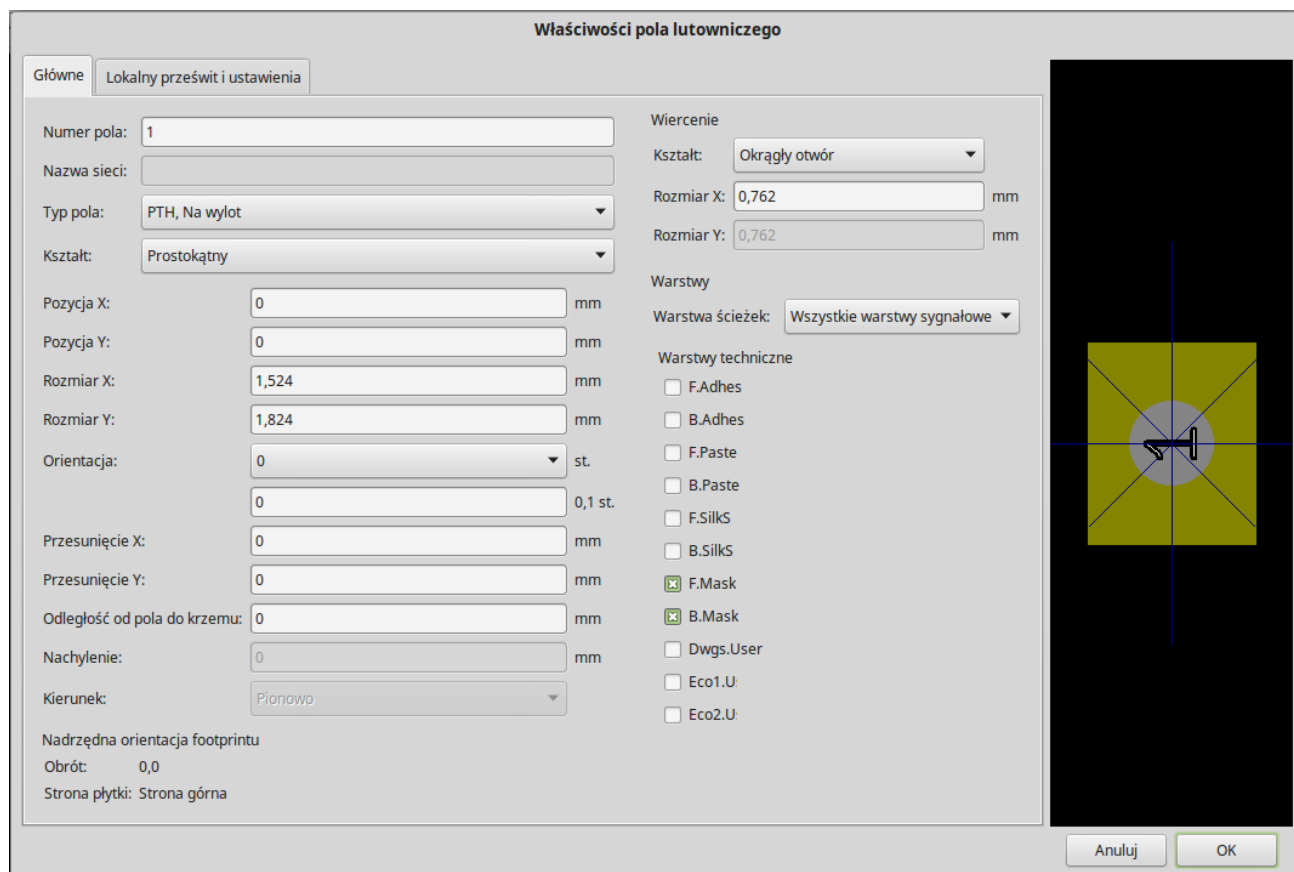 Właściwości pola lutowniczego
Główne
Lokalny prześwit i ustawienia
Numer pola: 1
Nazwa sieci:
Typ pola: PTH, Na wylot
Kształt: Prostokątny
Pozycja X: 0 mm
Pozycja Y: 0 mm
Rozmiar X: 1,524 mm
Rozmiar Y: 1,824 mm
Orientacja: 0 st.
0 0,1 st.
Przesunięcie X: 0 mm
Przesunięcie Y: 0 mm
Odległość od pola do krzemu: 0 mm
Nachylenie: 0 mm
Kierunek: Pionowo
Nadrzędna orientacja footprintu
Obrót: 0,0
Strona płytki: Strona górna
Wiercenie
Kształt: Okrągły otwór
Rozmiar X: 0,762 mm
Rozmiar Y: 0,762 mm
Warstwy
Warstwa ścieżek: Wszystkie warstwy sygnałowe
Warstwy techniczne
F.Adhes
B.Adhes
F.Paste
B.Paste
F.SilkS
B.SilkS
F.Mask
B.Mask
Dwgs.User
Eco1.U
Eco2.U
1
Anuluj
OK